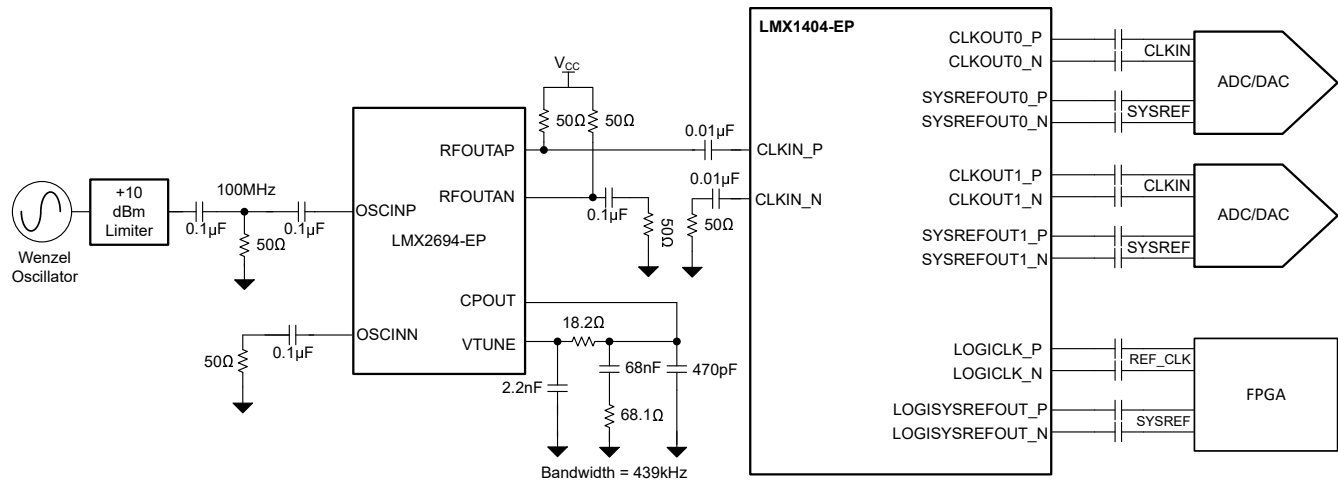 LMX1404-EP
CLKOUT0_P
CLKOUT0_N
CLKIN
SYSREFOUT0_P
SYSREFOUT0_N
SYSREF
ADC/DAC
CLKOUT1_P
CLKOUT1_N
CLKIN
SYSREFOUT1_P
SYSREFOUT1_N
SYSREF
ADC/DAC
LOGICLK_P
LOGICLK_N
REF_CLK
LOGISYSREFOUT_P
LOGISYSREFOUT_N
SYSREF
FPGA
CLKIN_P
CLKIN_N
0.01µF
0.01µF
50Ω
VCC
50Ω
50Ω
0.1µF
50Ω
RFOUTAP
RFOUTAN
LMX2694-EP
OSCINP
OSCINN
CPOUT
VTUNE
Wenzel
Oscillator
+10
dBm
Limiter
0.1µF
100MHz
50Ω
0.1µF
50Ω
0.1µF
18.2Ω
2.2nF
68nF
68.1Ω
470pF
Bandwidth = 439kHz